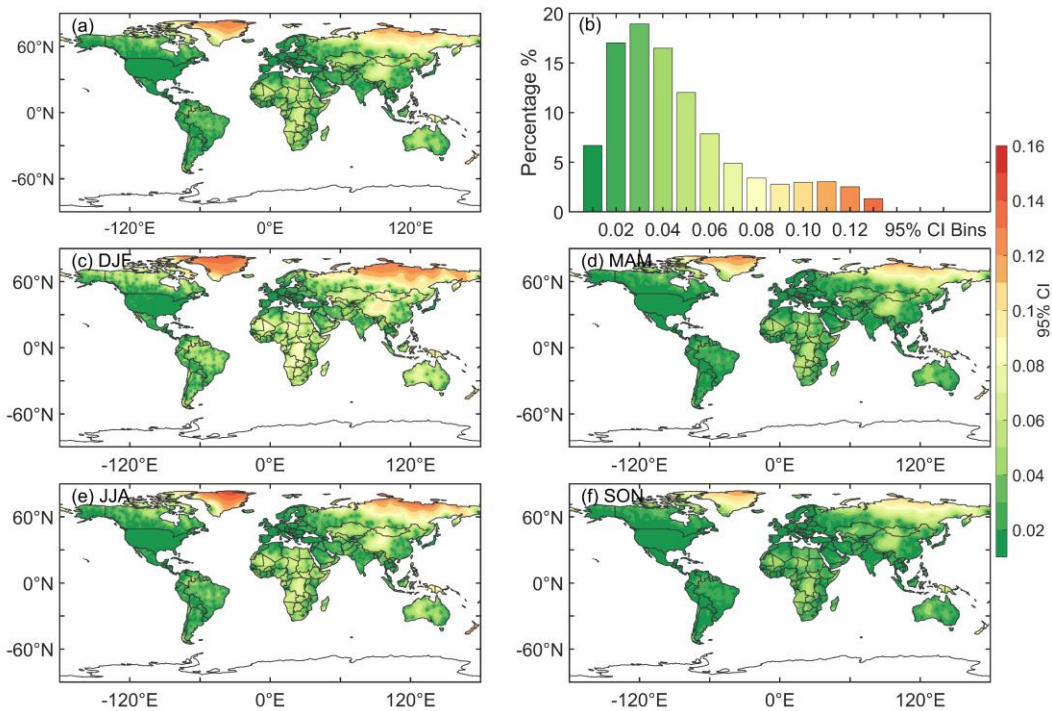 (a)
60°N
0°N
-60°N
-120°E
0°E
120°E
(b)
Percentage %
20
15
10
5
0
0.02 0.04 0.06 0.08 0.10 0.12 95% CI Bins
(c) DJF
60°N
0°N
-60°N
-120°E
0°E
120°E
(d) MAM
60°N
0°N
-60°N
-120°E
0°E
120°E
(e) JJA
60°N
0°N
-60°N
-120°E
0°E
120°E
(f) SON
60°N
0°N
-60°N
-120°E
0°E
120°E
0.16
0.14
0.12
0.1
0.08
0.06
0.04
0.02
95% CI